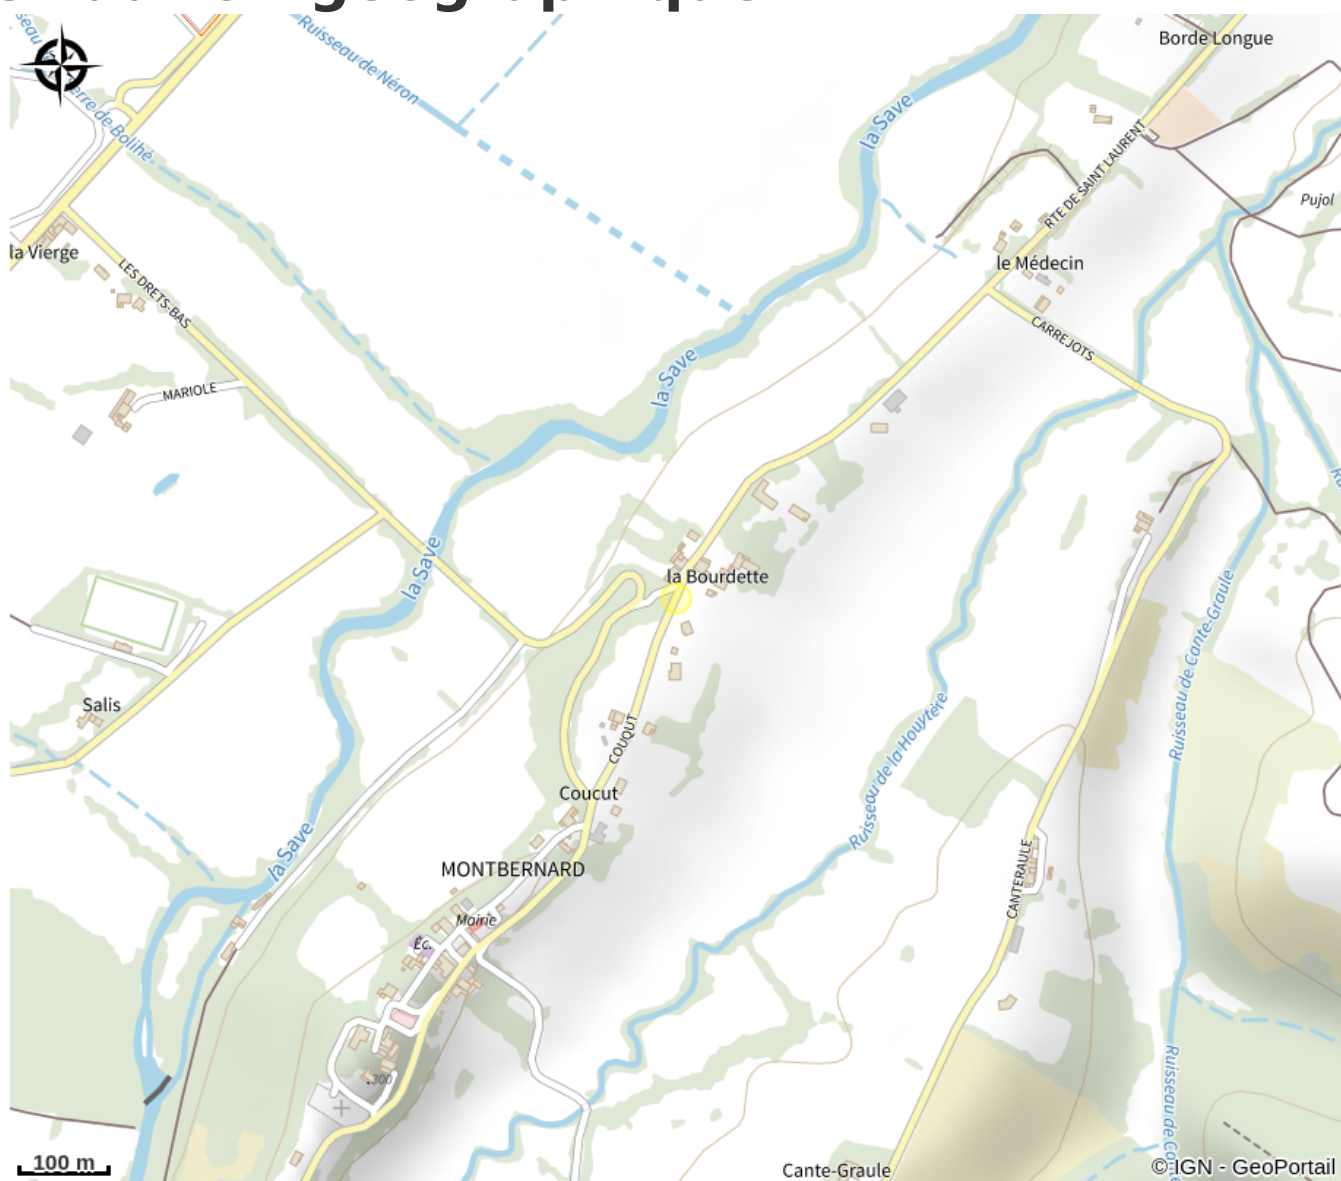 Ruisseau de Néron
Borde Longue
la Save
RTE DE SAINT LAURENT
Pujol
la Vierge
LES DRETS-BAS
le Médecin
CARREJOTS
MARIOLE
la Save
la Save
la Bourdette
Ruisseau de Cante-Graule
Salis
COUQUT
Ruisseau de la Houytère
Coucut
la Save
MONTBERNARD
CANTERAULE
Mairie
Éc.
300
100 m
Cante-Graule
© IGN - GeoPortail